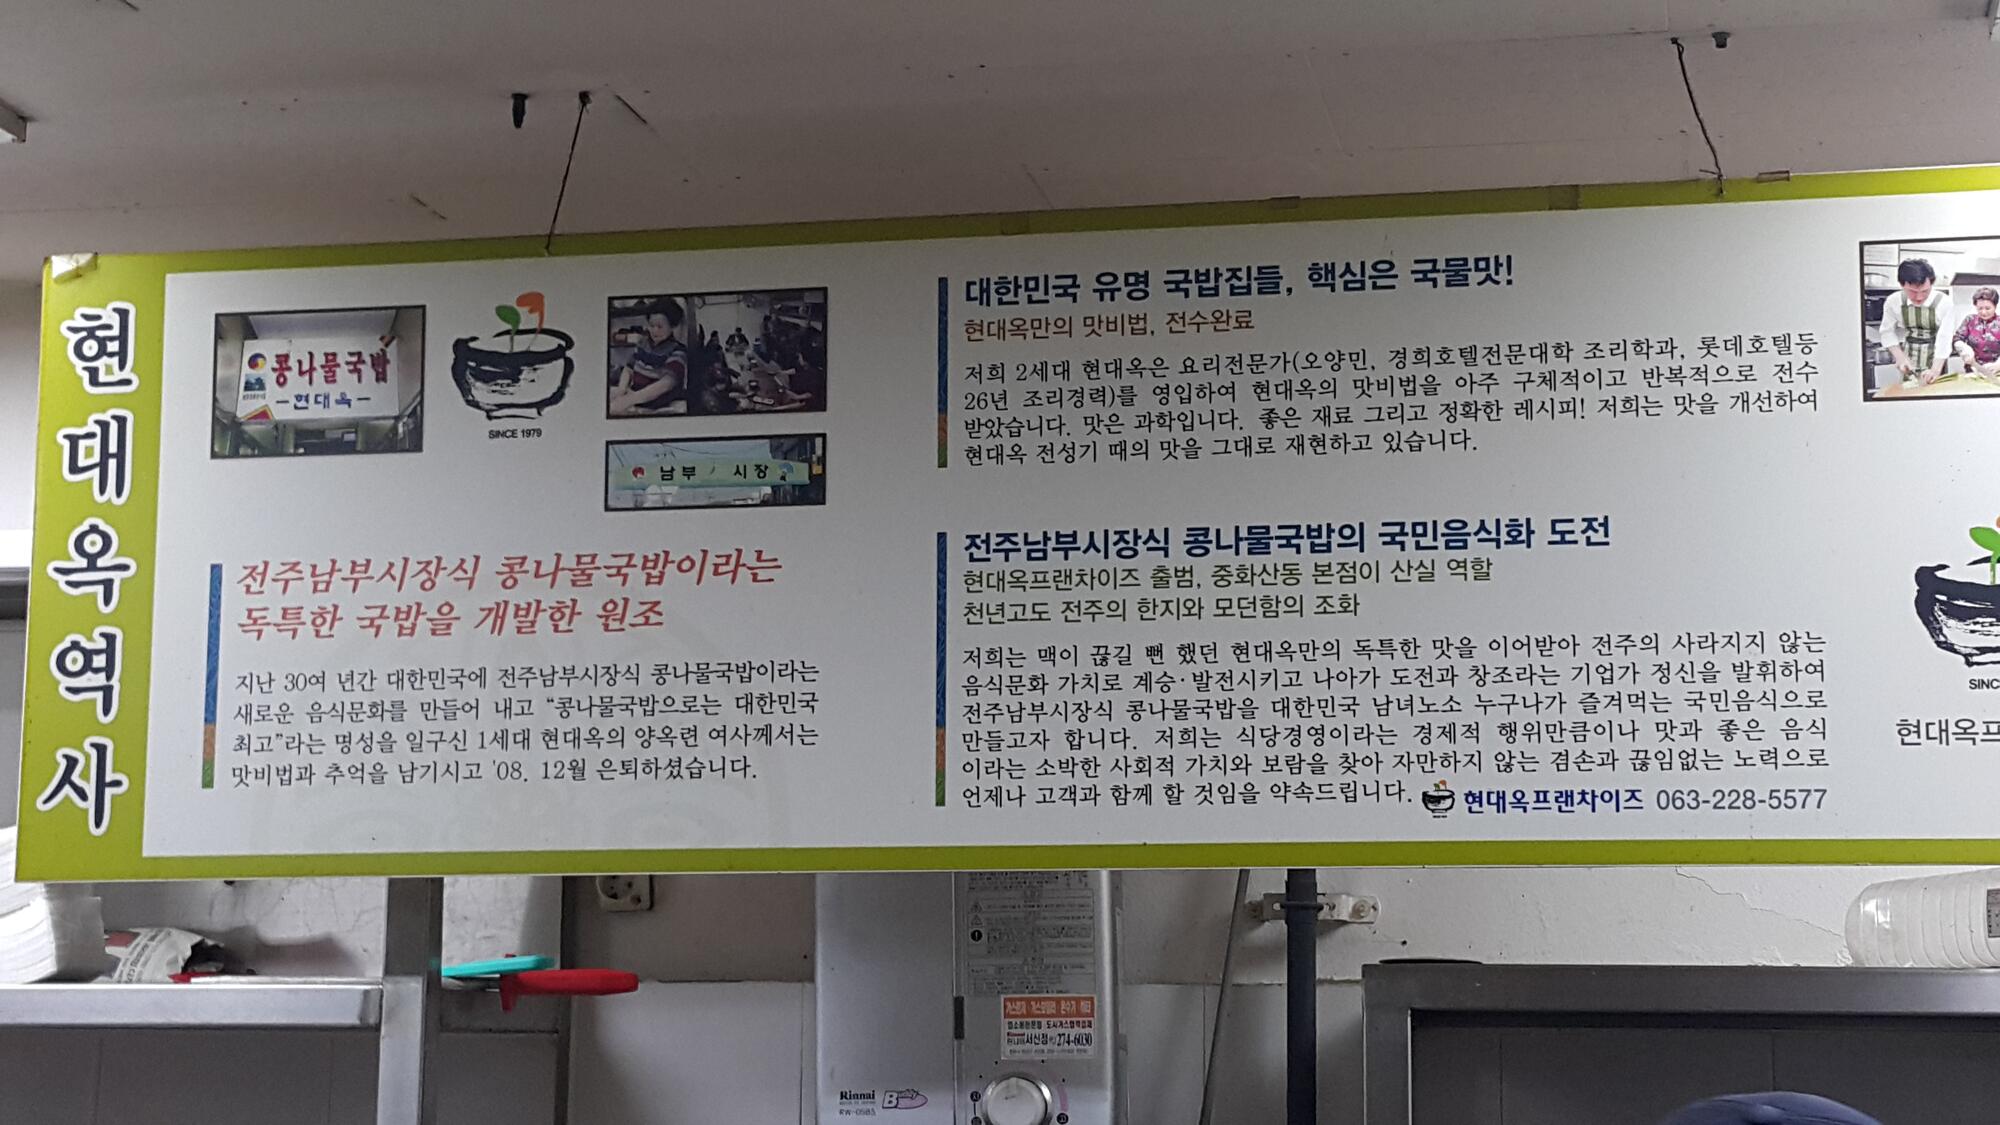 현대옥역사
콩나물국밥
-현대옥-
SINCE 1979
남부 시장
전주남부시장식 콩나물국밥이라는
독특한 국밥을 개발한 원조
지난 30여 년간 대한민국에 전주남부시장식 콩나물국밥이라는
새로운 음식문화를 만들어 내고 “콩나물국밥으로는 대한민국
최고”라는 명성을 일구신 1세대 현대옥의 양옥련 여사께서는
맛비법과 추억을 남기시고 '08. 12월 은퇴하셨습니다.
대한민국 유명 국밥집들, 핵심은 국물맛!
현대옥만의 맛비법, 전수완료
저희 2세대 현대옥은 요리전문가(오양민, 경희호텔전문대학 조리학과, 롯데호텔등
26년 조리경력)를 영입하여 현대옥의 맛비법을 아주 구체적이고 반복적으로 전수
받았습니다. 맛은 과학입니다. 좋은 재료 그리고 정확한 레시피! 저희는 맛을 개선하여
현대옥 전성기 때의 맛을 그대로 재현하고 있습니다.
전주남부시장식 콩나물국밥의 국민음식화 도전
현대옥프랜차이즈 출범, 중화산동 본점이 산실 역할
천년고도 전주의 한지와 모던함의 조화
저희는 맥이 끊길 뻔 했던 현대옥만의 독특한 맛을 이어받아 전주의 사라지지 않는
음식문화 가치로 계승·발전시키고 나아가 도전과 창조라는 기업가 정신을 발휘하여
전주남부시장식 콩나물국밥을 대한민국 남녀노소 누구나가 즐겨먹는 국민음식으로
만들고자 합니다. 저희는 식당경영이라는 경제적 행위만큼이나 맛과 좋은 음식
이라는 소박한 사회적 가치와 보람을 찾아 자만하지 않는 겸손과 끊임없는 노력으로
언제나 고객과 함께 할 것임을 약속드립니다.
현대옥프랜차이즈 063-228-5577
SINC
현대옥프
서신점 274-6030
Rinnai